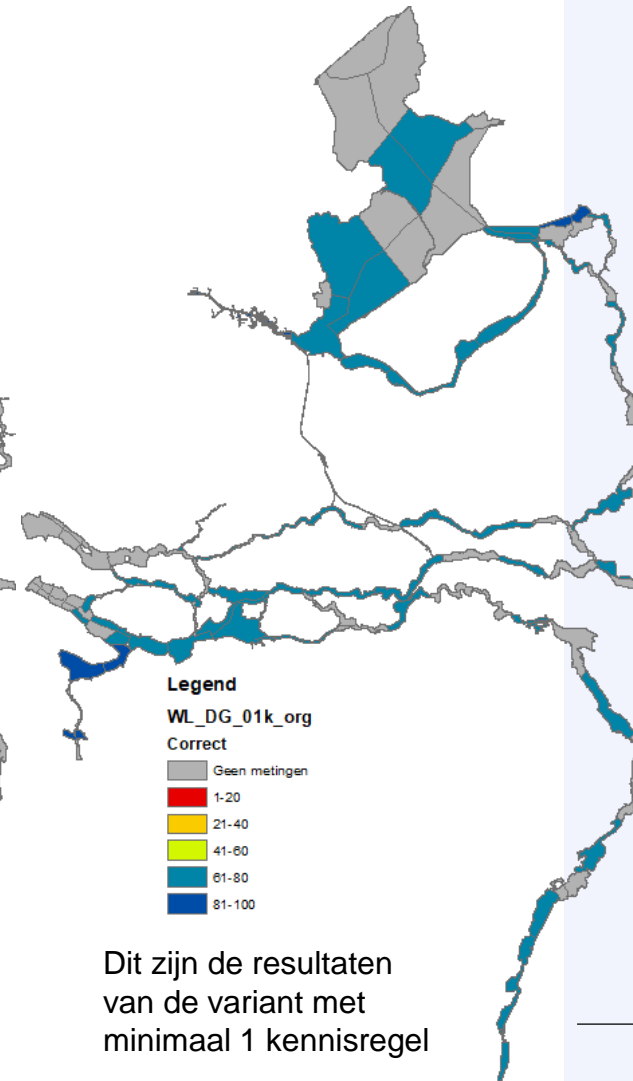 Legend
WL_DG_01k_org
Correct
Geen metingen
1-20
21-40
41-60
61-80
81-100
Dit zijn de resultaten
van de variant met
minimaal 1 kennisregel